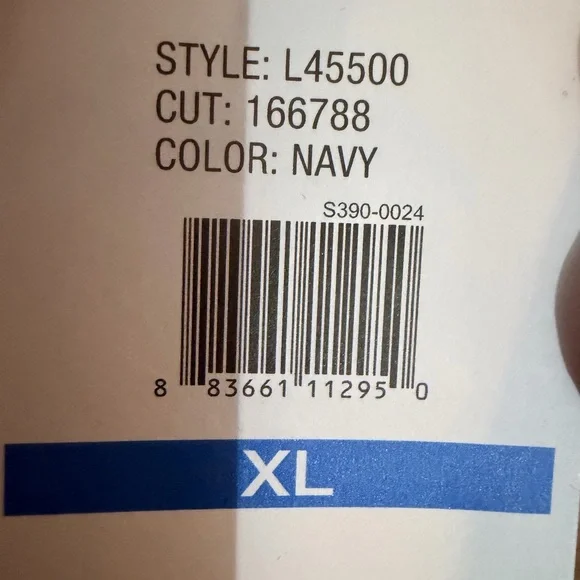 STYLE: L45500
CUT: 166788
COLOR: NAVY
S390-0024
8 83661 11295 0
XL